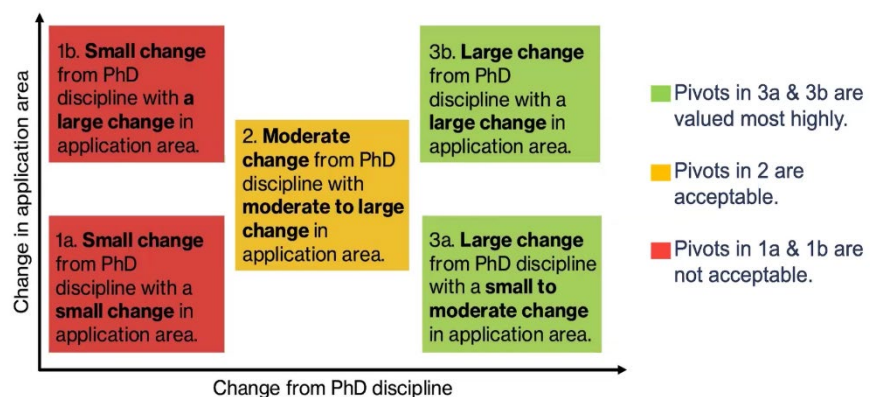 Change in application area
1b. Small change
from PhD
discipline with a
large change in
application area.
3b. Large change
from PhD
discipline with a
large change in
application area.
2. Moderate
change from PhD
discipline with
moderate to large
change in
application area.
1a. Small change
from PhD
discipline with a
small change in
application area.
3a. Large change
from PhD discipline
with a small to
moderate change
in application area.
Change from PhD discipline
Pivots in 3a & 3b are
valued most highly.
Pivots in 2 are
acceptable.
Pivots in 1a & 1b are
not acceptable.